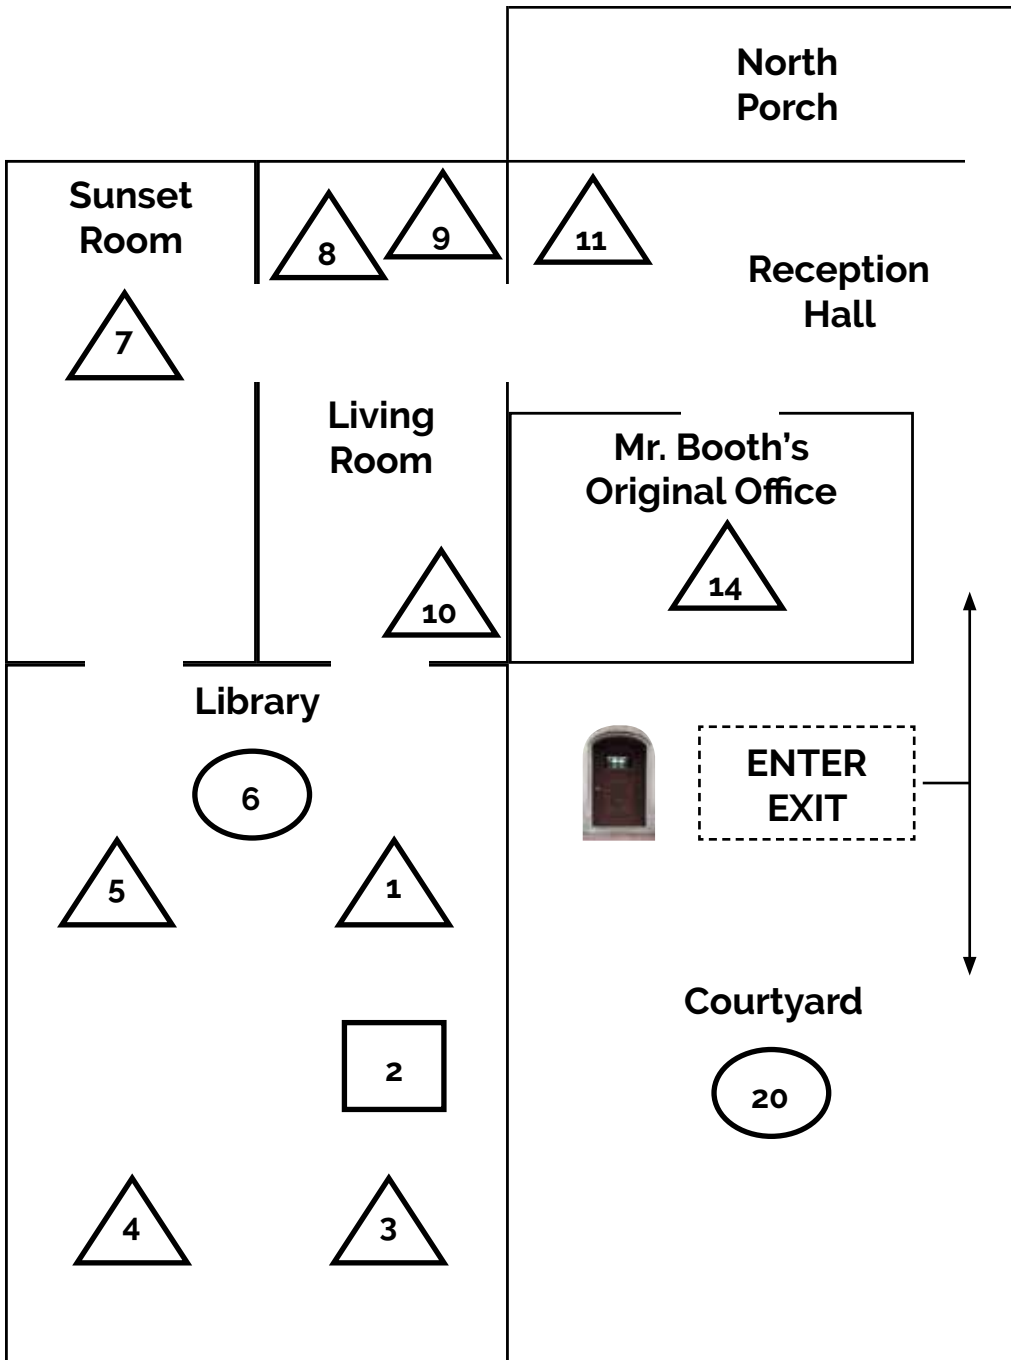 North
Porch
Sunset
Room
8
9
11
Reception
Hall
7
Living
Room
Mr. Booth's
Original Office
14
10
Library
6
ENTER
EXIT
5
1
Courtyard
2
20
4
3